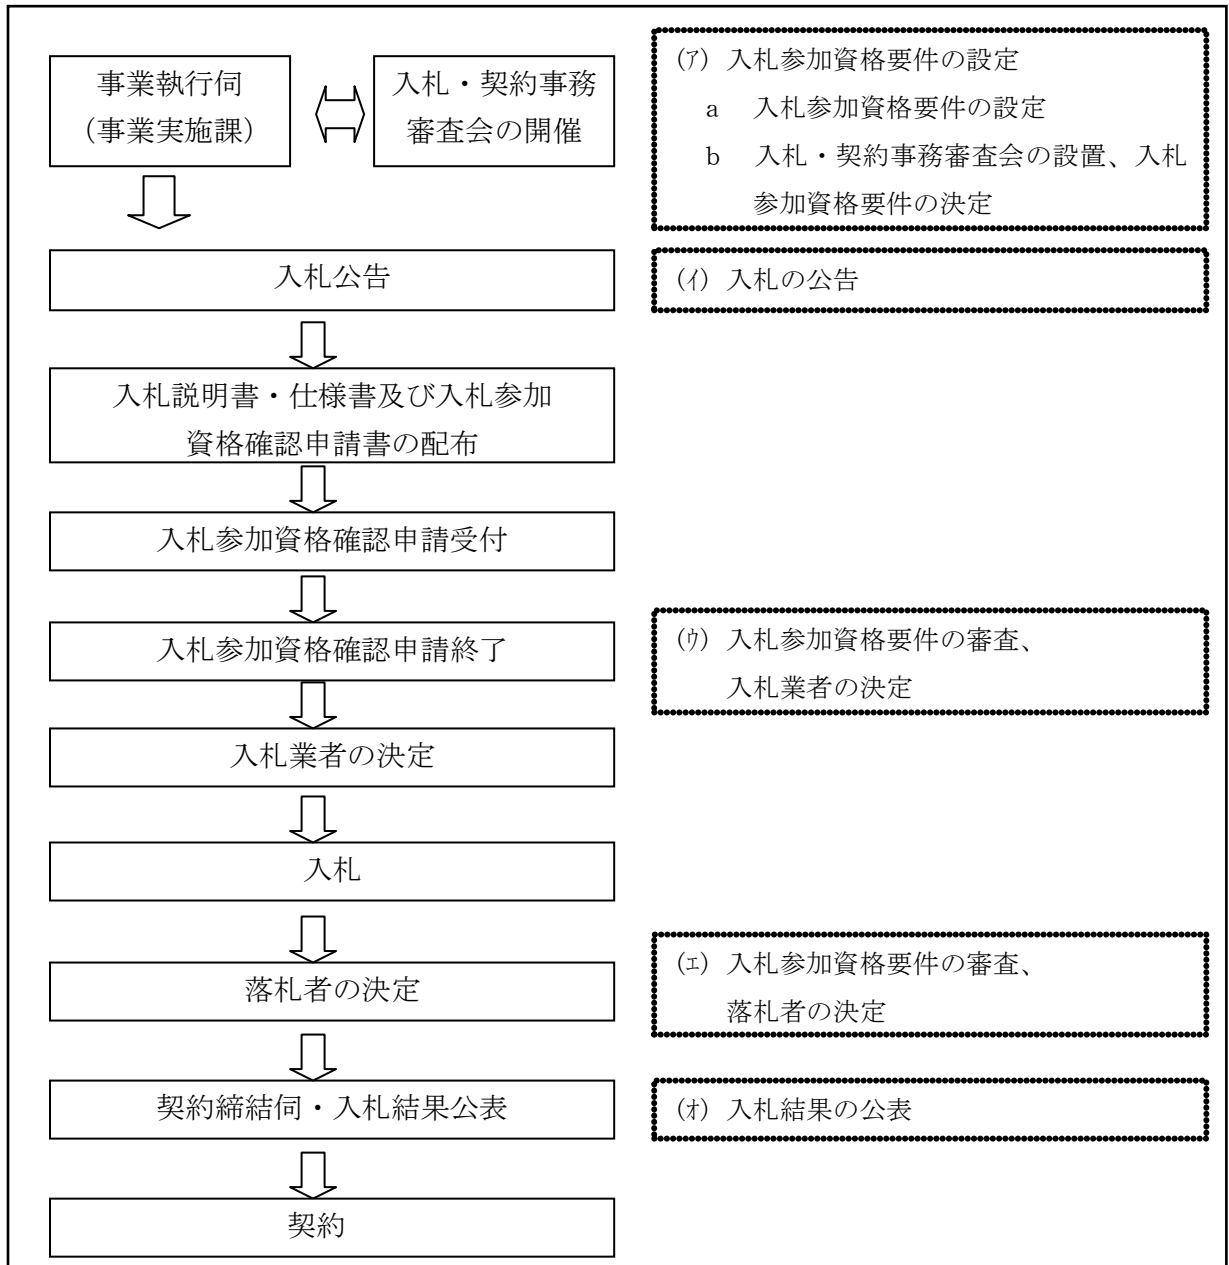 事業執行伺
(事業実施課)
入札・契約事務
審査会の開催
(ｱ) 入札参加資格要件の設定
a 入札参加資格要件の設定
b 入札・契約事務審査会の設置、入札
参加資格要件の決定
入札公告
(ｲ) 入札の公告
入札説明書・仕様書及び入札参加
資格確認申請書の配布
入札参加資格確認申請受付
入札参加資格確認申請終了
(ｳ) 入札参加資格要件の審査、
入札業者の決定
入札業者の決定
入札
落札者の決定
(ｴ) 入札参加資格要件の審査、
落札者の決定
契約締結伺・入札結果公表
(ｵ) 入札結果の公表
契約